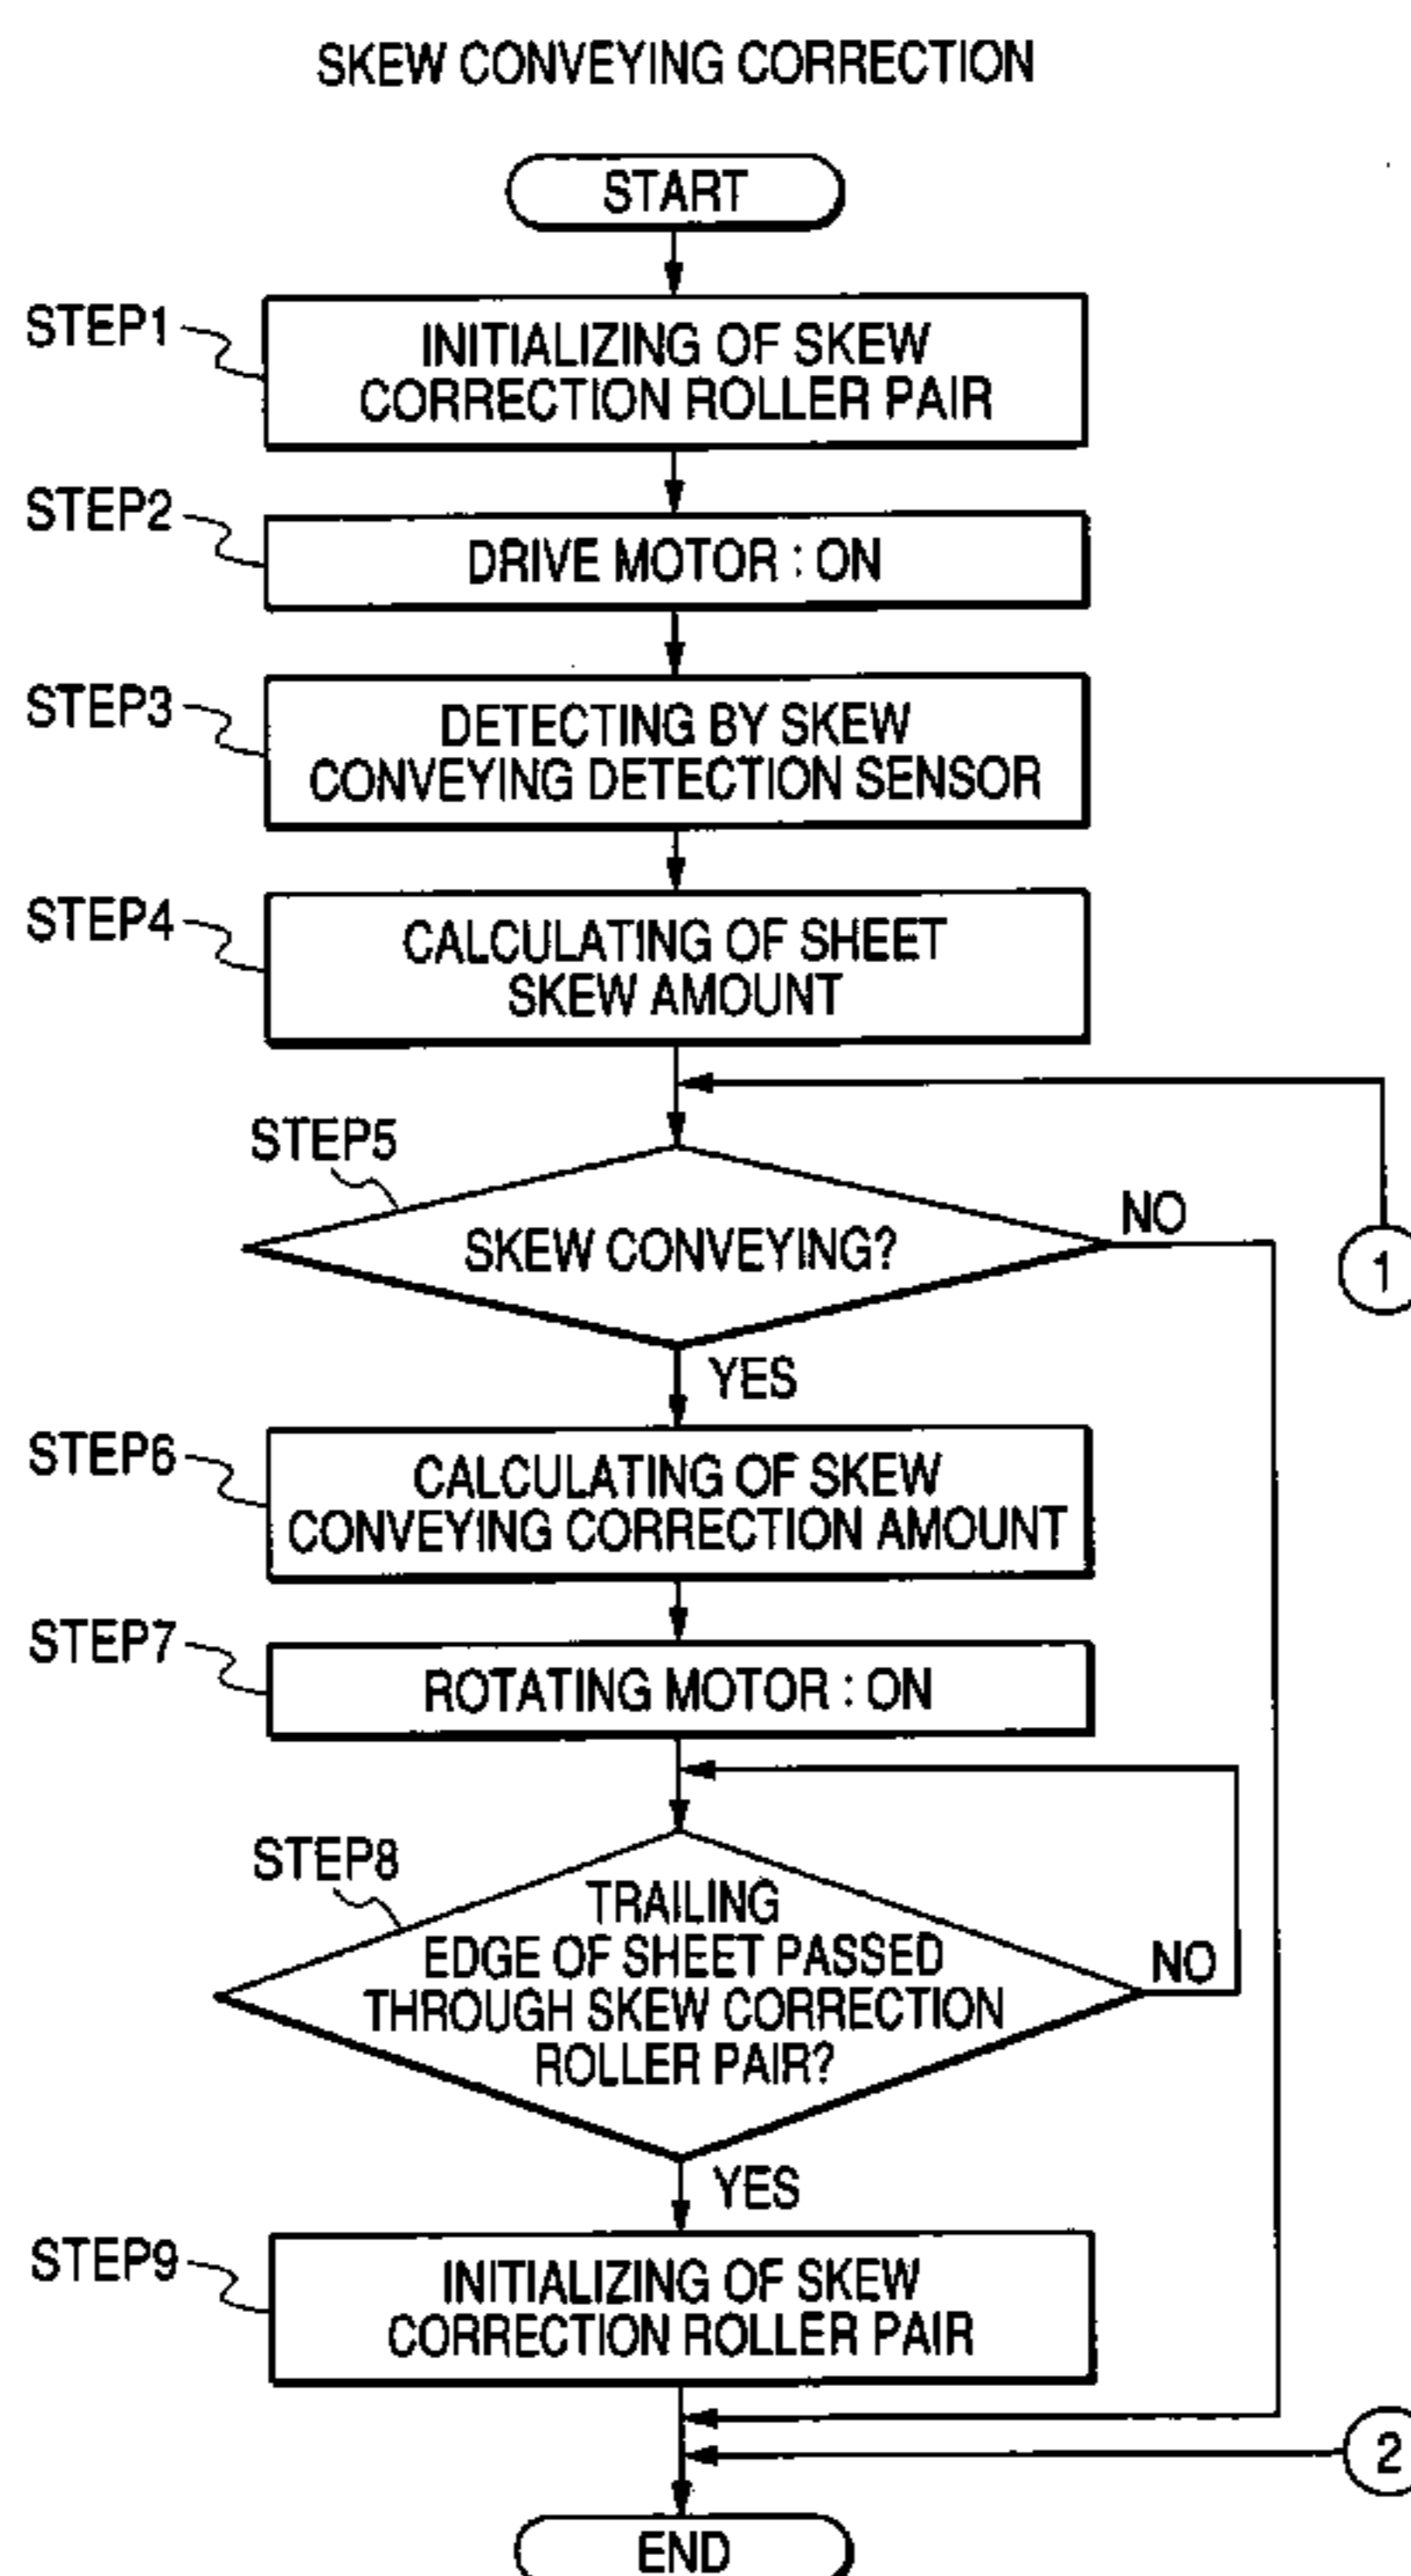 SKEW CONVEYING CORRECTION
START
STEP1
INITIALIZING OF SKEW
CORRECTION ROLLER PAIR
STEP2
DRIVE MOTOR : ON
STEP3
DETECTING BY SKEW
CONVEYING DETECTION SENSOR
STEP4
CALCULATING OF SHEET
SKEW AMOUNT
STEP5
SKEW CONVEYING?
NO
1
YES
STEP6
CALCULATING OF SKEW
CONVEYING CORRECTION AMOUNT
STEP7
ROTATING MOTOR : ON
STEP8
TRAILING
EDGE OF SHEET PASSED
THROUGH SKEW CORRECTION
ROLLER PAIR?
NO
YES
STEP9
INITIALIZING OF SKEW
CORRECTION ROLLER PAIR
2
END